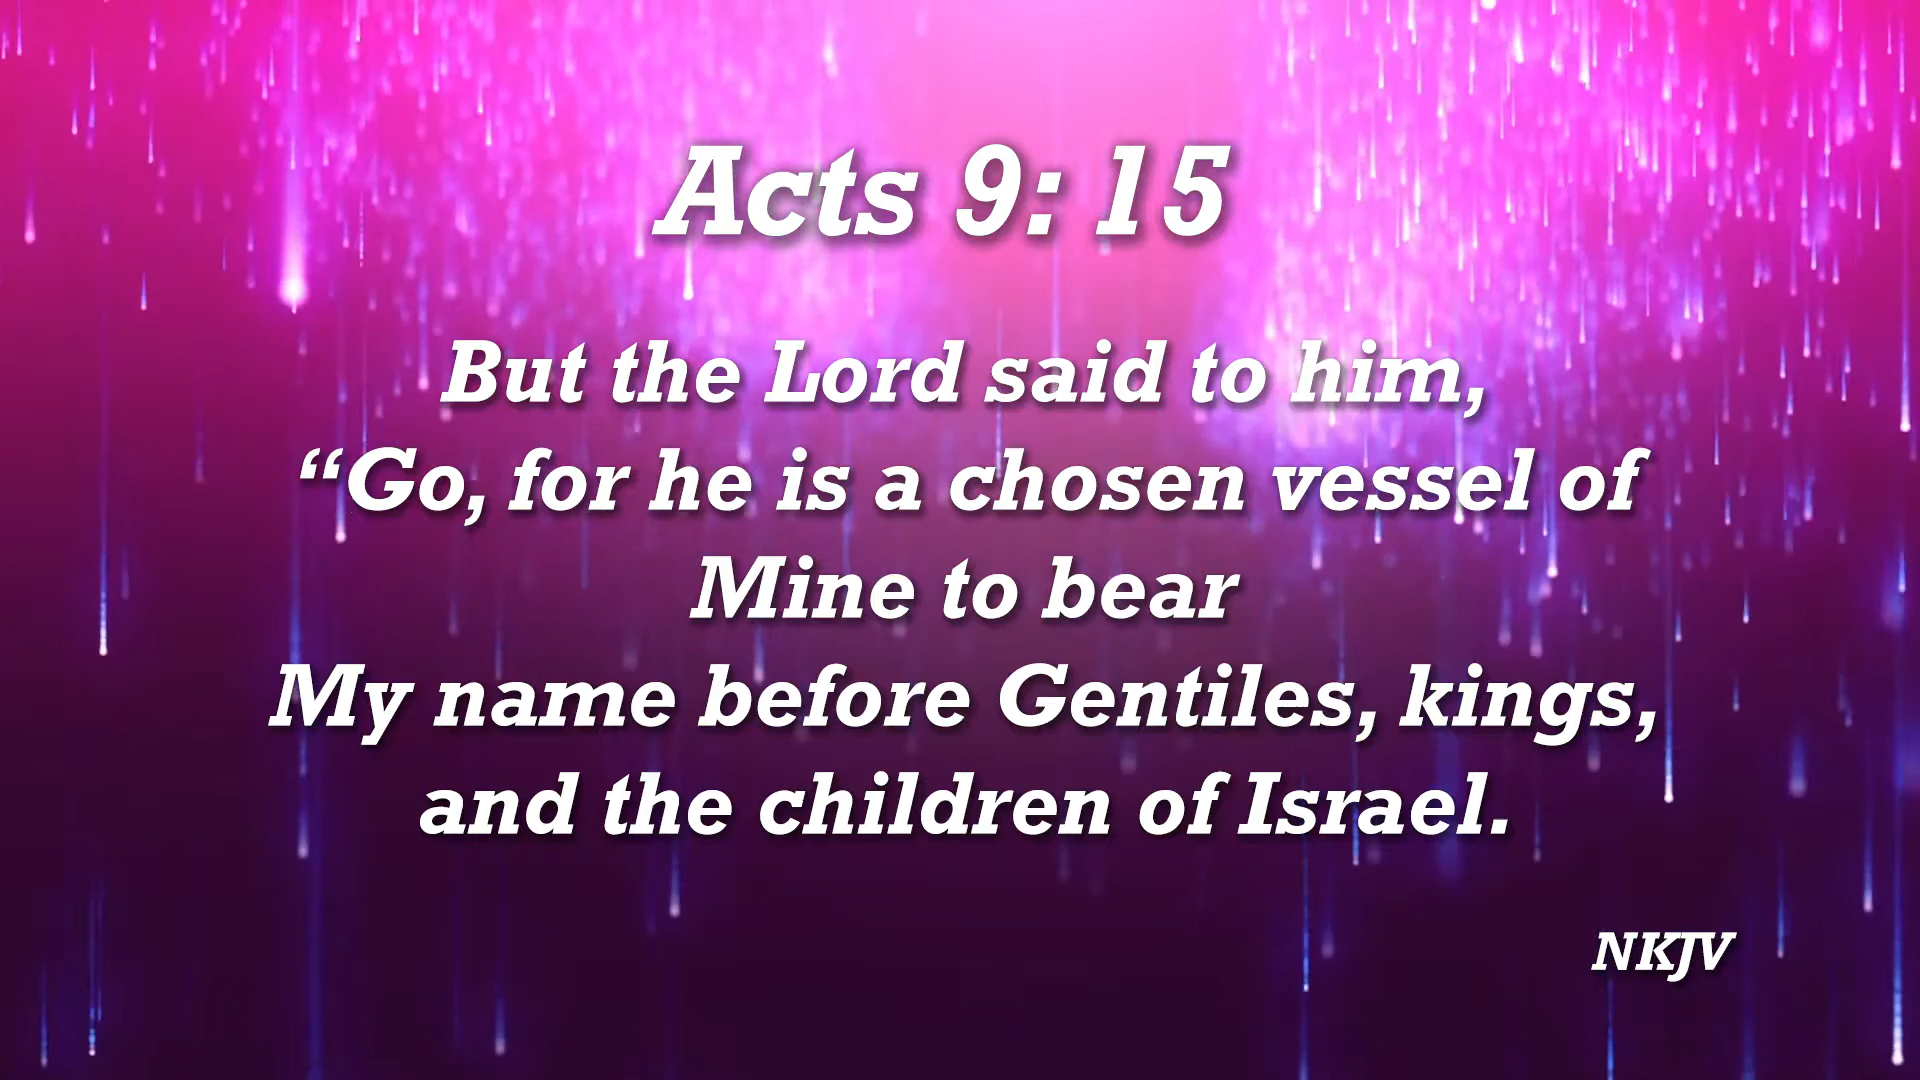 Acts 9: 15
But the Lord said to him,
“Go, for he is a chosen vessel of
Mine to bear
My name before Gentiles, kings,
and the children of Israel.
NKJV